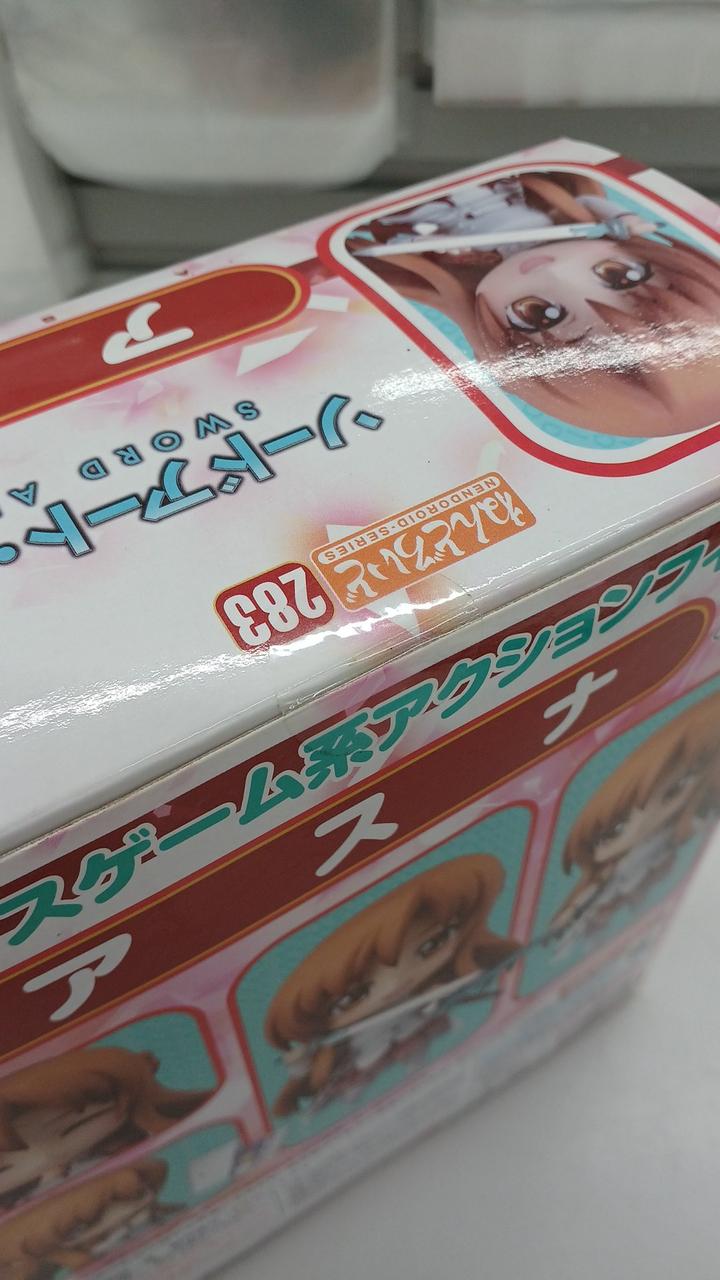 ア
ソードアート・
SWORD A
ねんどろいど
NENDOROID-SERIES
283
スゲーム系アクションフィ
アスナ